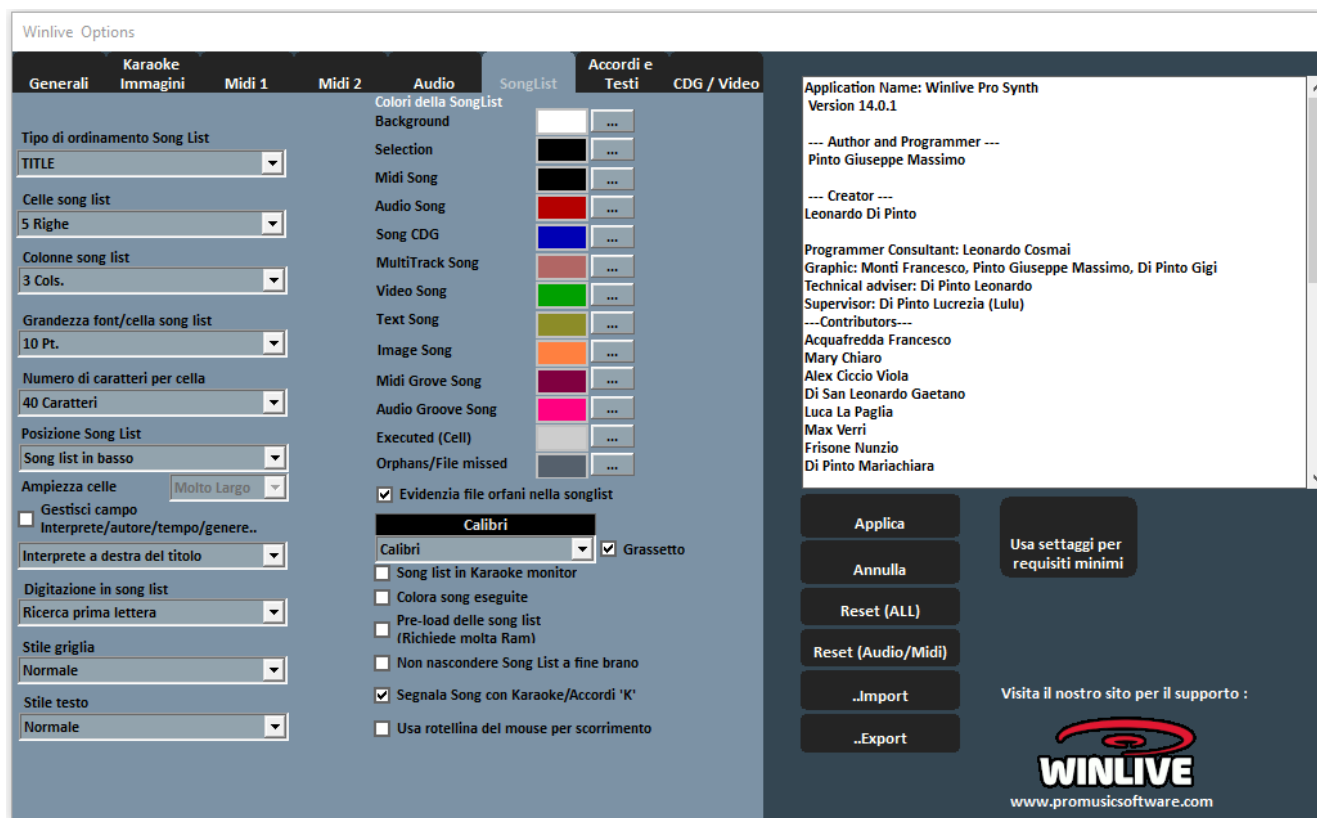 Winlive Options
Generali
Karaoke
Immagini
Midi 1
Midi 2
Audio
SongList
Accordi e
Testi
CDG / Video
Tipo di ordinamento Song List
TITLE
Celle song list
5 Righe
Colonne song list
3 Cols.
Grandezza font/cella song list
10 Pt.
Numero di caratteri per cella
40 Caratteri
Posizione Song List
Song list in basso
Ampiezza celle
Molto Largo
Gestisci campo
Interprete/autore/tempo/genere..
Interprete a destra del titolo
Digitazione in song list
Ricerca prima lettera
Stile griglia
Normale
Stile testo
Normale
Colori della SongList
Background ...
Selection ...
Midi Song ...
Audio Song ...
Song CDG ...
MultiTrack Song ...
Video Song ...
Text Song ...
Image Song ...
Midi Grove Song ...
Audio Groove Song ...
Executed (Cell) ...
Orphans/File missed ...
Evidenzia file orfani nella songlist
Calibri
Calibri
Grassetto
Song list in Karaoke monitor
Colora song eseguite
Pre-load delle song list
(Richiede molta Ram)
Non nascondere Song List a fine brano
Segnala Song con Karaoke/Accordi 'K'
Usa rotellina del mouse per scorrimento
Application Name: Winlive Pro Synth
Version 14.0.1
--- Author and Programmer ---
Pinto Giuseppe Massimo
--- Creator ---
Leonardo Di Pinto
Programmer Consultant: Leonardo Cosmai
Graphic: Monti Francesco, Pinto Giuseppe Massimo, Di Pinto Gigi
Technical adviser: Di Pinto Leonardo
Supervisor: Di Pinto Lucrezia (Lulu)
---Contributors---
Acquafredda Francesco
Mary Chiaro
Alex Ciccio Viola
Di San Leonardo Gaetano
Luca La Paglia
Max Verri
Frisone Nunzio
Di Pinto Mariachiara
Applica
Annulla
Reset (ALL)
Reset (Audio/Midi)
..Import
..Export
Usa settaggi per
requisiti minimi
Visita il nostro sito per il supporto :
WINLIVE
www.promusicsoftware.com